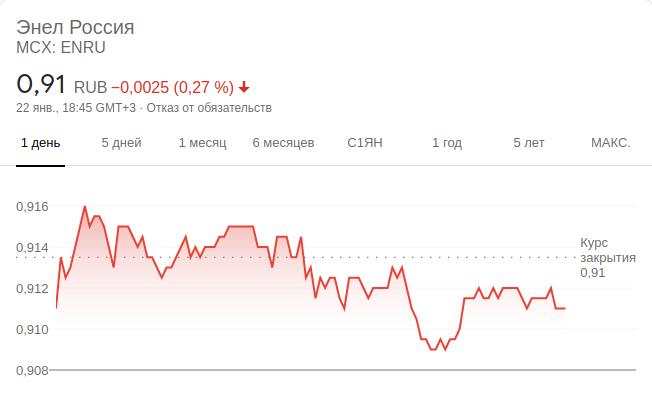 Энел Россия
MCX: ENRU
0,91 RUB −0,0025 (0,27 %) ↓
22 янв., 18:45 GMT+3 · Отказ от обязательств
1 день 5 дней 1 месяц 6 месяцев С1ЯН 1 год 5 лет МАКС.
0,916
0,914
0,912
0,910
0,908
Курс
закрытия
0,91